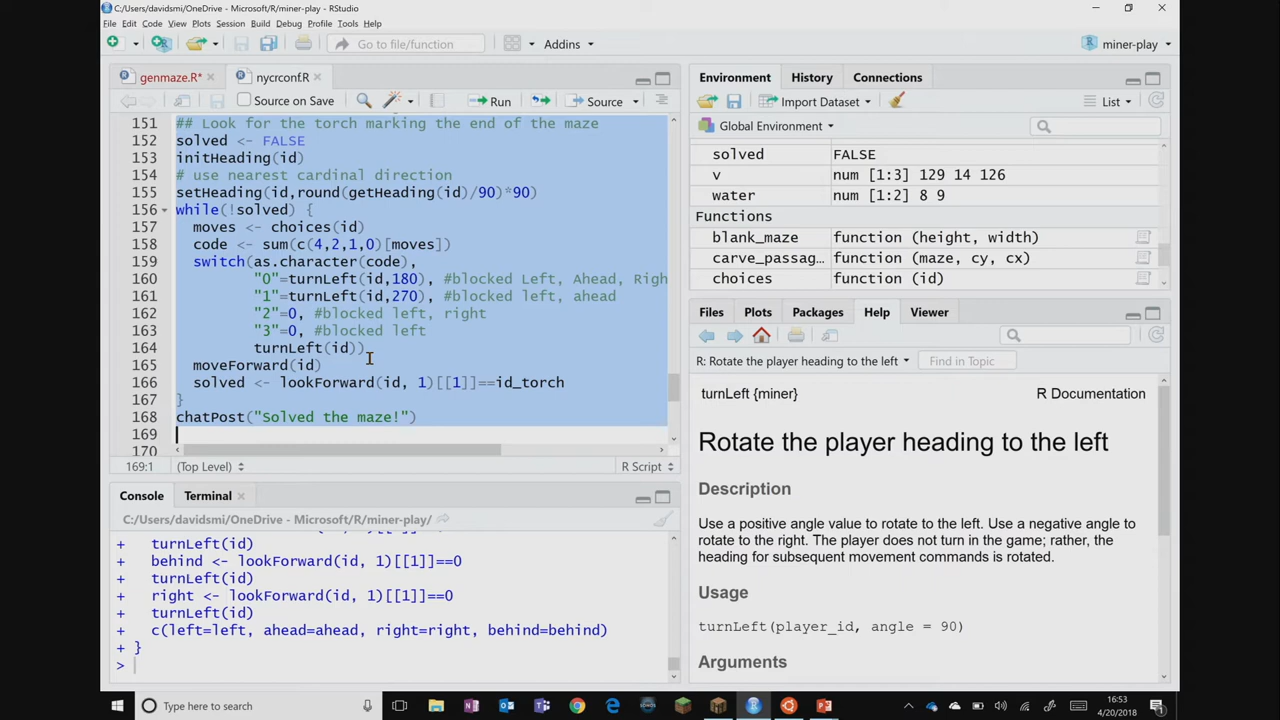 C:/Users/davidsmi/OneDrive - Microsoft/R/miner-play - RStudio
File Edit Code View Plots Session Build Debug Profile Tools Help
Go to file/function
Addins
miner-play
genmaze.R*
nycrconf.R
Source on Save
Run
Source
151 ## Look for the torch marking the end of the maze
152 solved <- FALSE
153 initHeading(id)
154 # use nearest cardinal direction
155 setHeading(id,round(getHeading(id)/90)*90)
156 while(!solved) {
157 moves <- choices(id)
158 code <- sum(c(4,2,1,0)[moves])
159 switch(as.character(code),
160 "0"=turnLeft(id,180), #blocked Left, Ahead, Righ
161 "1"=turnLeft(id,270), #blocked left, ahead
162 "2"=0, #blocked left, right
163 "3"=0, #blocked left
164 turnLeft(id))
165 moveForward(id)
166 solved <- lookForward(id, 1)[[1]]==id_torch
167 }
168 chatPost("Solved the maze!")
169
170
169:1 (Top Level) R Script
Console Terminal
C:/Users/davidsmi/OneDrive - Microsoft/R/miner-play/
+ turnLeft(id)
+ behind <- lookForward(id, 1)[[1]]==0
+ turnLeft(id)
+ right <- lookForward(id, 1)[[1]]==0
+ turnLeft(id)
+ c(left=left, ahead=ahead, right=right, behind=behind)
+ }
>
Environment History Connections
Import Dataset
List
Global Environment
solved FALSE
v num [1:3] 129 14 126
water num [1:2] 8 9
Functions
blank_maze function (height, width)
carve_passag… function (maze, cy, cx)
choices function (id)
Files Plots Packages Help Viewer
R: Rotate the player heading to the left
Find in Topic
turnLeft {miner} R Documentation
Rotate the player heading to the left
Description
Use a positive angle value to rotate to the left. Use a negative angle to
rotate to the right. The player does not turn in the game; rather, the
heading for subsequent movement commands is rotated.
Usage
turnLeft(player_id, angle = 90)
Arguments
Type here to search
16:53
4/20/2018